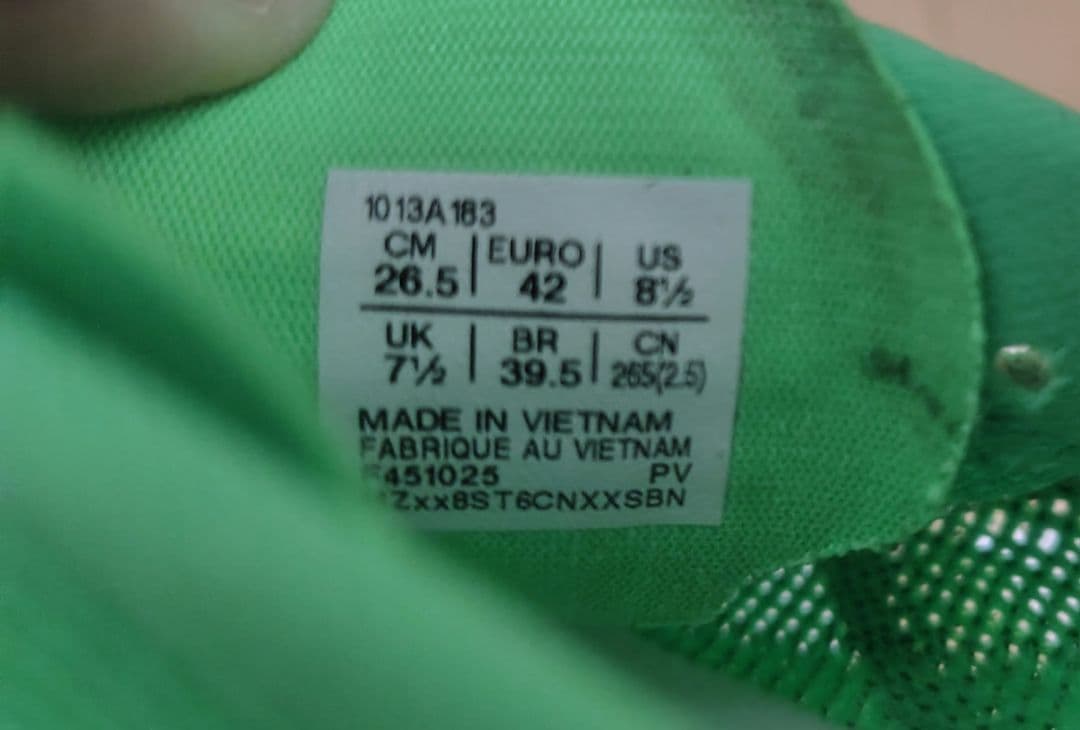 1013A183
CM | EURO | US
26.5 | 42 | 8½
UK | BR | CN
7½ | 39.5 | 265(2.5)
MADE IN VIETNAM
FABRIQUE AU VIETNAM
451025 PV
Zxx8ST6CNXXSBN